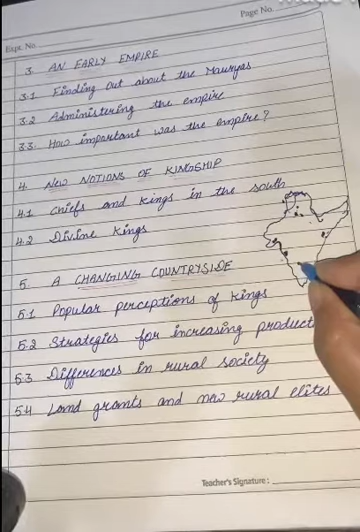 Page No.
Expt. No.
3. AN EARLY EMPIRE
3.1 Finding out about the Mauryas
3.2 Administering the empire
3.3. How important was the empire?
4. NEW NOTIONS OF KINGSHIP
4.1 Chiefs and kings in the south
4.2 Divine kings
5. A CHANGING COUNTRYSIDE
5.1 Popular perceptions of kings
5.2 Strategies for increasing product
5.3 Differences in rural society
5.4 Land grants and new rural elites
Teacher's Signature :